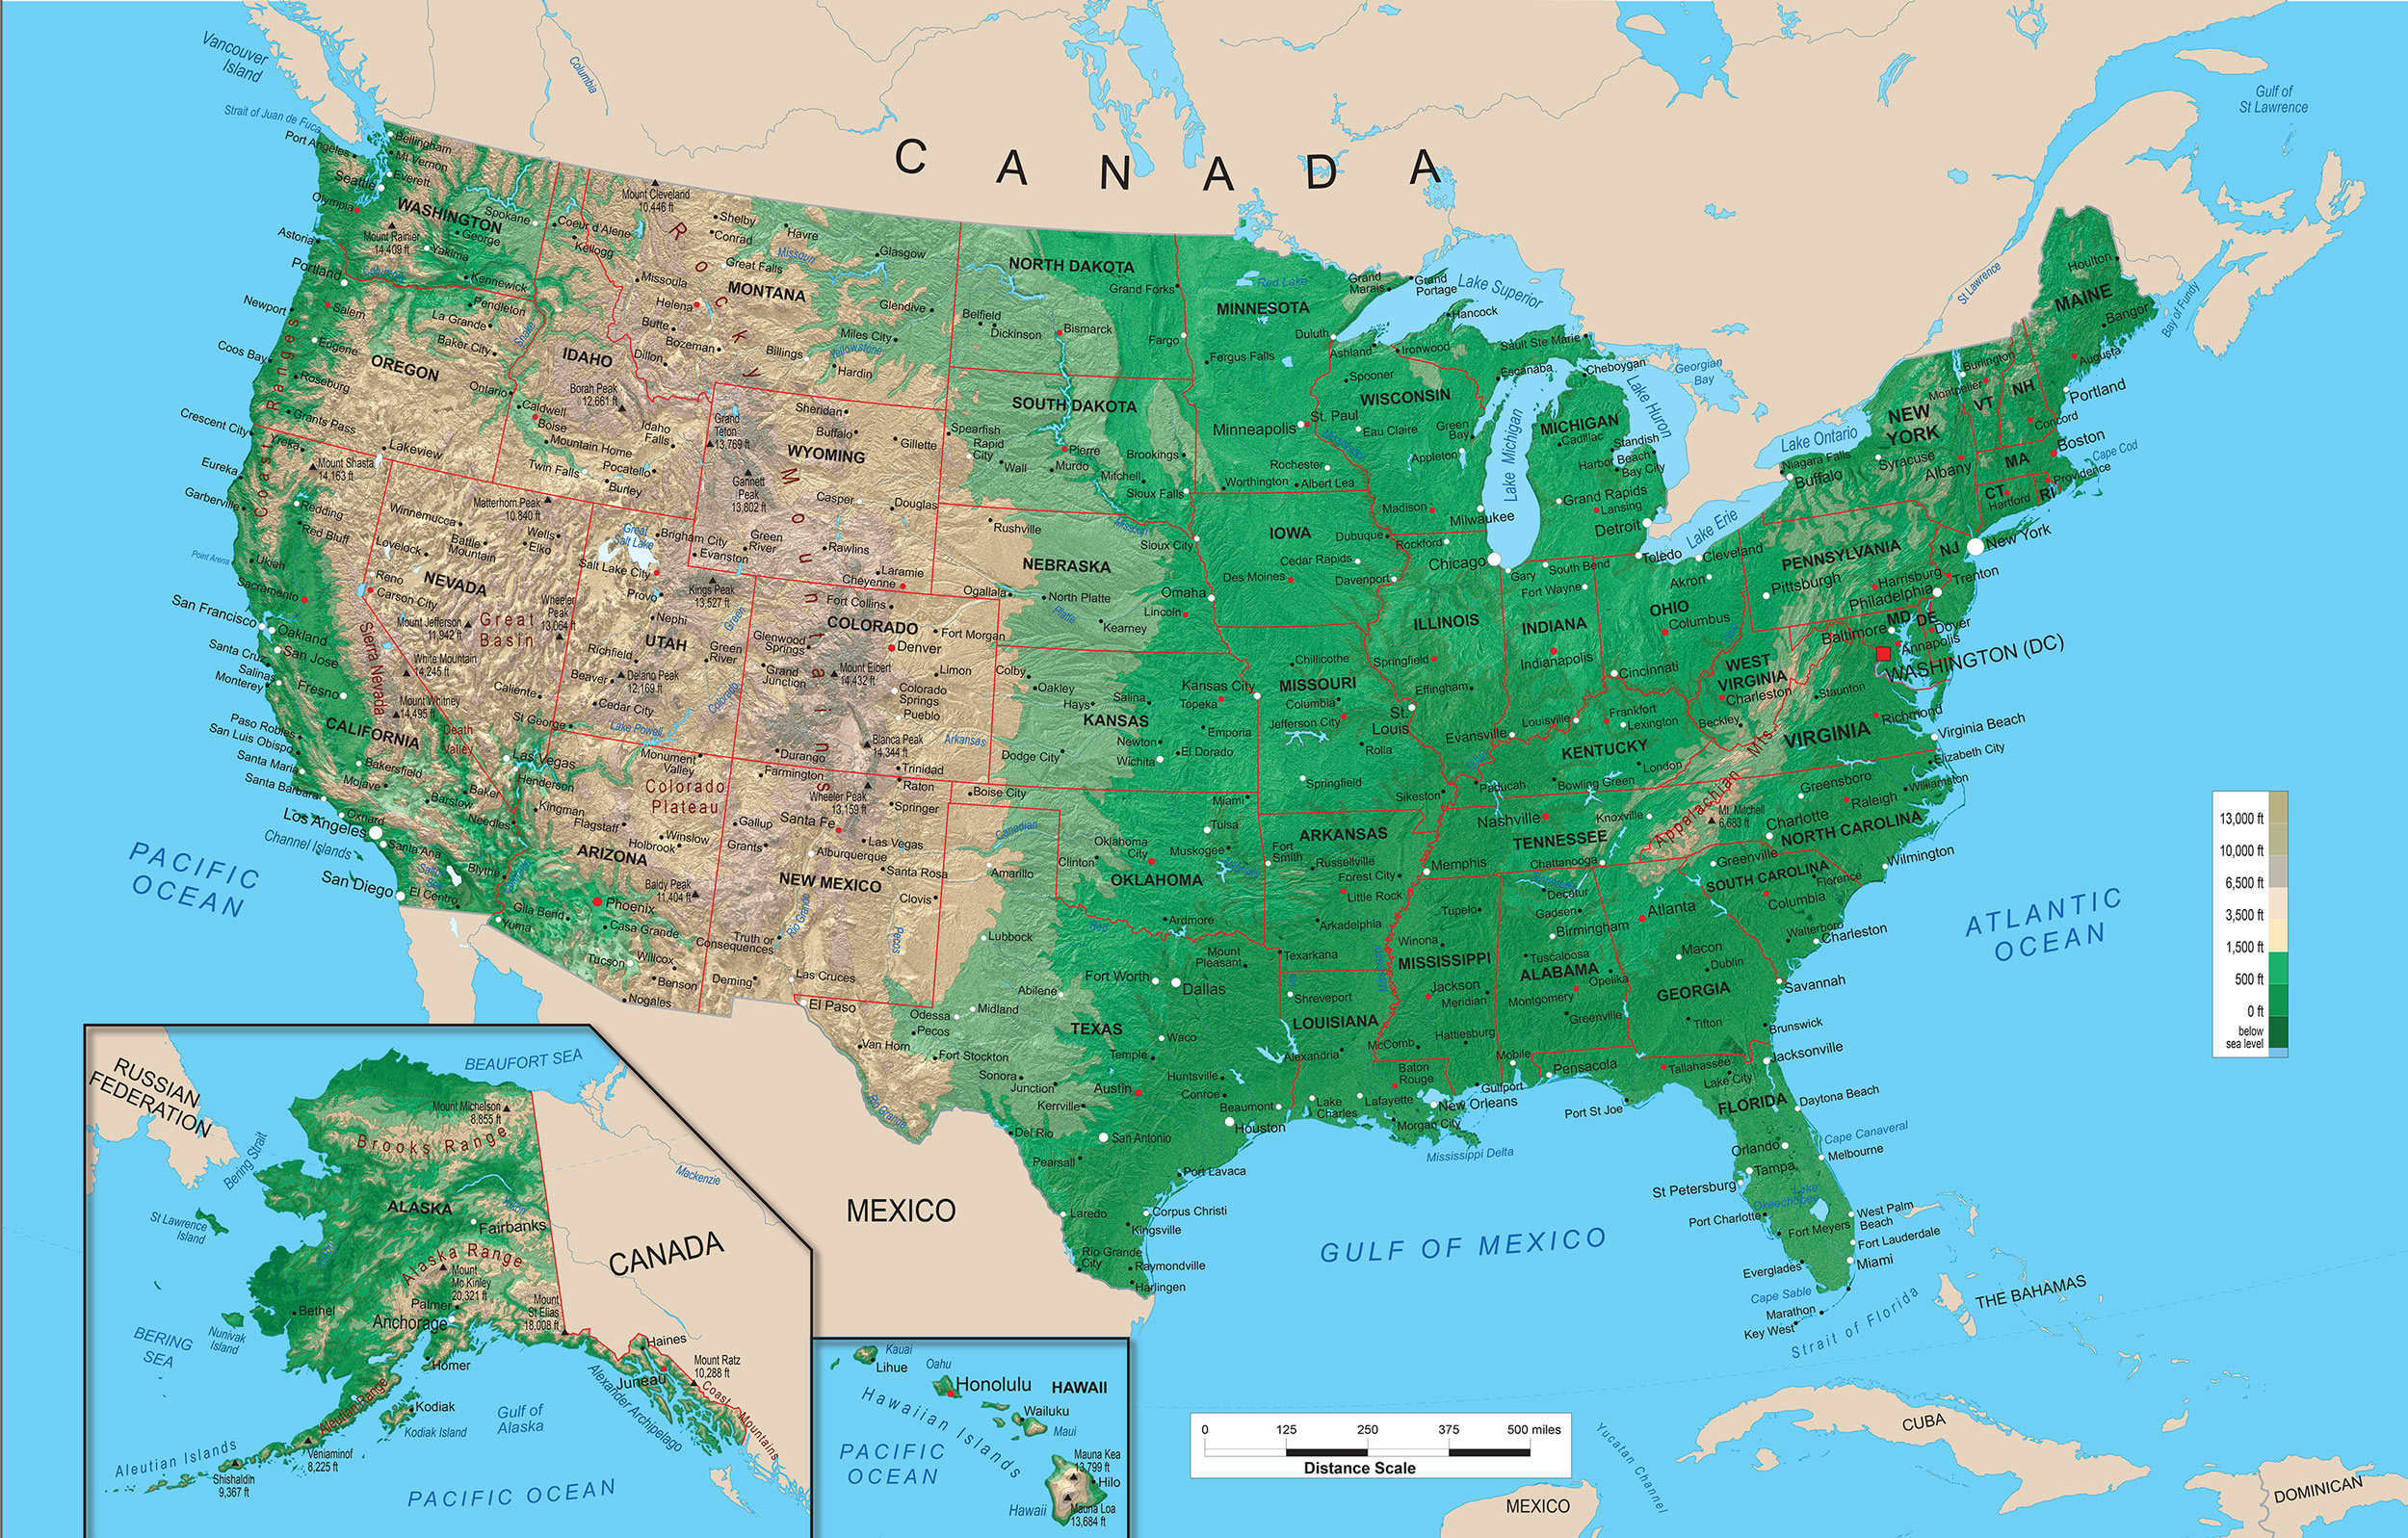 Vancouver
Island
Columbia
Gulf of
St Lawrence
Strait of Juan de Fuca
CANADA
Port Angeles
Bellingham
Mt Vernon
Everett
Seattle
Olympia
WASHINGTON
Spokane
George
Mount Rainier
14,409 ft
Yakima
Astoria
Columbia
Kennewick
Portland
Pendleton
Salem
La Grande
Newport
Baker City
Snake
Eugene
Coos Bay
OREGON
Ontario
Roseburg
Grants Pass
Crescent City
Lakeview
Coastal Ranges
Coeur d'Alene
Kellogg
IDAHO
Borah Peak
12,661 ft
Caldwell
Boise
Mountain Home
Idaho
Falls
Twin Falls
Pocatello
Burley
Mount Cleveland
10,446 ft
Shelby
Conrad
Havre
Glasgow
Missouri
Great Falls
Missoula
MONTANA
Helena
Glendive
Butte
Bozeman
Miles City
Billings
Yellowstone
Dillon
Hardin
Rocky Mountains
Grand
Teton
13,769 ft
Sheridan
Buffalo
Gillette
WYOMING
Gannett
Peak
13,802 ft
Casper
Douglas
Green
River
Rawlins
Laramie
Cheyenne
Evanston
NORTH DAKOTA
Grand Forks
Belfield
Dickinson
Bismarck
Fargo
SOUTH DAKOTA
Spearfish
Rapid
City
Wall
Pierre
Murdo
Brookings
Mitchell
Sioux Falls
Missouri
Rushville
NEBRASKA
Sioux City
Ogallala
North Platte
Platte
Kearney
Omaha
Lincoln
MINNESOTA
Red Lake
Grand
Marais
Grand
Portage
Lake Superior
Duluth
Fergus Falls
St. Paul
Minneapolis
Rochester
Worthington
Albert Lea
Hancock
Ashland
Ironwood
Spooner
WISCONSIN
Eau Claire
Green
Bay
Appleton
Madison
Milwaukee
Sault Ste Marie
Escanaba
Cheboygan
Lake Michigan
Lake Huron
Georgian
Bay
MICHIGAN
Cadillac
Standish
Harbor Beach
Bay City
Grand Rapids
Lansing
Detroit
IOWA
Dubuque
Cedar Rapids
Des Moines
Davenport
Rockford
Chicago
ILLINOIS
Springfield
Effingham
Gary
South Bend
Fort Wayne
INDIANA
Indianapolis
Evansville
Toledo
Cleveland
Akron
OHIO
Columbus
Cincinnati
Lake Erie
Lake Ontario
Niagara Falls
Buffalo
Syracuse
Albany
NEW
YORK
New York
St Lawrence
Burlington
Montpelier
VT
NH
Concord
MAINE
Houlton
Bangor
Augusta
Portland
Bay of Fundy
MA
Boston
Cape Cod
CT
Hartford
RI
Providence
PENNSYLVANIA
Pittsburgh
Harrisburg
Philadelphia
NJ
Trenton
MD
DE
Baltimore
Dover
Annapolis
WASHINGTON (DC)
WEST
VIRGINIA
Charleston
Beckley
Staunton
VIRGINIA
Richmond
Virginia Beach
Elizabeth City
Williamston
Yreka
Mount Shasta
14,163 ft
Eureka
Garberville
Redding
Red Bluff
Point Arena
Ukiah
Sacramento
San Francisco
Oakland
San Jose
Santa Cruz
Salinas
Monterey
Fresno
Sierra Nevada
White Mountain
14,245 ft
Mount Whitney
14,495 ft
CALIFORNIA
Death
Valley
Paso Robles
San Luis Obispo
Santa Maria
Santa Barbara
Bakersfield
Mojave
Barstow
Baker
Needles
Oxnard
Los Angeles
Channel Islands
Santa Ana
Salton
Sea
Blythe
San Diego
El Centro
PACIFIC
OCEAN
Matterhorn Peak
10,840 ft
Winnemucca
Wells
Elko
Battle
Mountain
Lovelock
NEVADA
Reno
Carson City
Mount Jefferson
11,942 ft
Great
Basin
Wheeler
Peak
13,064 ft
Caliente
Las Vegas
Henderson
Great
Salt Lake
Brigham City
Salt Lake City
Provo
Kings Peak
13,527 ft
Green
Nephi
UTAH
Richfield
Green
River
Beaver
Delano Peak
12,169 ft
Cedar City
St George
Lake Powell
Colorado
Monument
Valley
Fort Collins
COLORADO
Fort Morgan
Glenwood
Springs
Denver
Grand
Junction
Mount Elbert
14,432 ft
Limon
Colorado
Springs
Pueblo
Blanca Peak
14,344 ft
Arkansas
Durango
Trinidad
Colorado
Plateau
Kingman
Flagstaff
Winslow
Holbrook
ARIZONA
Colorado
Baldy Peak
11,404 ft
Phoenix
Gila Bend
Casa Grande
Yuma
Tucson
Willcox
Benson
Nogales
Farmington
Raton
Wheeler Peak
13,159 ft
Springer
Gallup
Santa Fe
Grants
Las Vegas
Albuquerque
Santa Rosa
NEW MEXICO
Clovis
Rio Grande
Pecos
Truth or
Consequences
Deming
Las Cruces
El Paso
Colby
Oakley
Hays
Salina
Kansas City
Topeka
KANSAS
Newton
Emporia
El Dorado
Dodge City
Wichita
Chillicothe
MISSOURI
Columbia
Jefferson City
St.
Louis
Rolla
Springfield
Sikeston
Louisville
Frankfort
Lexington
KENTUCKY
London
Paducah
Bowling Green
Nashville
Knoxville
TENNESSEE
Chattanooga
Memphis
Appalachian Mts.
Mt. Mitchell
6,683 ft
Greensboro
Raleigh
Charlotte
NORTH CAROLINA
Wilmington
Greenville
SOUTH CAROLINA
Florence
Columbia
Walterboro
Charleston
Boise City
Miami
Tulsa
Oklahoma
City
Muskogee
Clinton
OKLAHOMA
Ardmore
Red
Canadian
Amarillo
ARKANSAS
Fort
Smith
Russellville
Forest City
Little Rock
Arkadelphia
Texarkana
Lubbock
Mount
Pleasant
Fort Worth
Dallas
Abilene
Midland
Odessa
Pecos
TEXAS
Waco
Temple
Van Horn
Fort Stockton
Sonora
Junction
Kerrville
Austin
Huntsville
Conroe
Beaumont
Houston
San Antonio
Del Rio
Rio Grande
Pearsall
Port Lavaca
Laredo
Corpus Christi
Kingsville
Rio Grande
City
Raymondville
Harlingen
Shreveport
LOUISIANA
Alexandria
Baton
Rouge
Lake
Charles
Lafayette
New Orleans
Morgan City
Mississippi Delta
Tupelo
Winona
MISSISSIPPI
Jackson
Meridian
Hattiesburg
McComb
Gulfport
Decatur
Gadsen
Birmingham
Tuscaloosa
ALABAMA
Opelika
Montgomery
Greenville
Mobile
Atlanta
Macon
Dublin
GEORGIA
Tifton
Savannah
Brunswick
Pensacola
Tallahassee
Lake City
Jacksonville
Port St Joe
FLORIDA
Daytona Beach
Orlando
Cape Canaveral
Melbourne
Tampa
St Petersburg
Lake
Okeechobee
Port Charlotte
Fort Meyers
West Palm
Beach
Fort Lauderdale
Everglades
Miami
Cape Sable
Marathon
Key West
Strait of Florida
ATLANTIC
OCEAN
GULF OF MEXICO
MEXICO
THE BAHAMAS
CUBA
DOMINICAN
Yucatan Channel
MEXICO
13,000 ft
10,000 ft
6,500 ft
3,500 ft
1,500 ft
500 ft
0 ft
below
sea level
RUSSIAN
FEDERATION
BEAUFORT SEA
Mount Michelson
8,855 ft
Brooks Range
Bering Strait
Mackenzie
ALASKA
Yukon
Fairbanks
CANADA
St Lawrence
Island
Alaska Range
Mount
Mc Kinley
20,321 ft
Palmer
Anchorage
Mount
St Elias
18,008 ft
Bethel
BERING
SEA
Nunivak
Island
Homer
Haines
Juneau
Mount Ratz
10,288 ft
Coast Mountains
Alexander Archipelago
Kodiak
Kodiak Island
Gulf of
Alaska
Aleutian Range
Aleutian Islands
Veniaminof
8,225 ft
Shishaldin
9,367 ft
PACIFIC OCEAN
Kauai
Lihue
Oahu
Honolulu
HAWAII
Hawaiian Islands
Wailuku
Maui
PACIFIC
OCEAN
Mauna Kea
13,799 ft
Hilo
Hawaii
Mauna Loa
13,684 ft
0 125 250 375 500 miles
Distance Scale